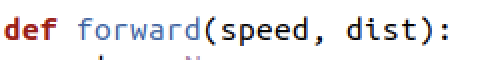 def forward(speed, dist):